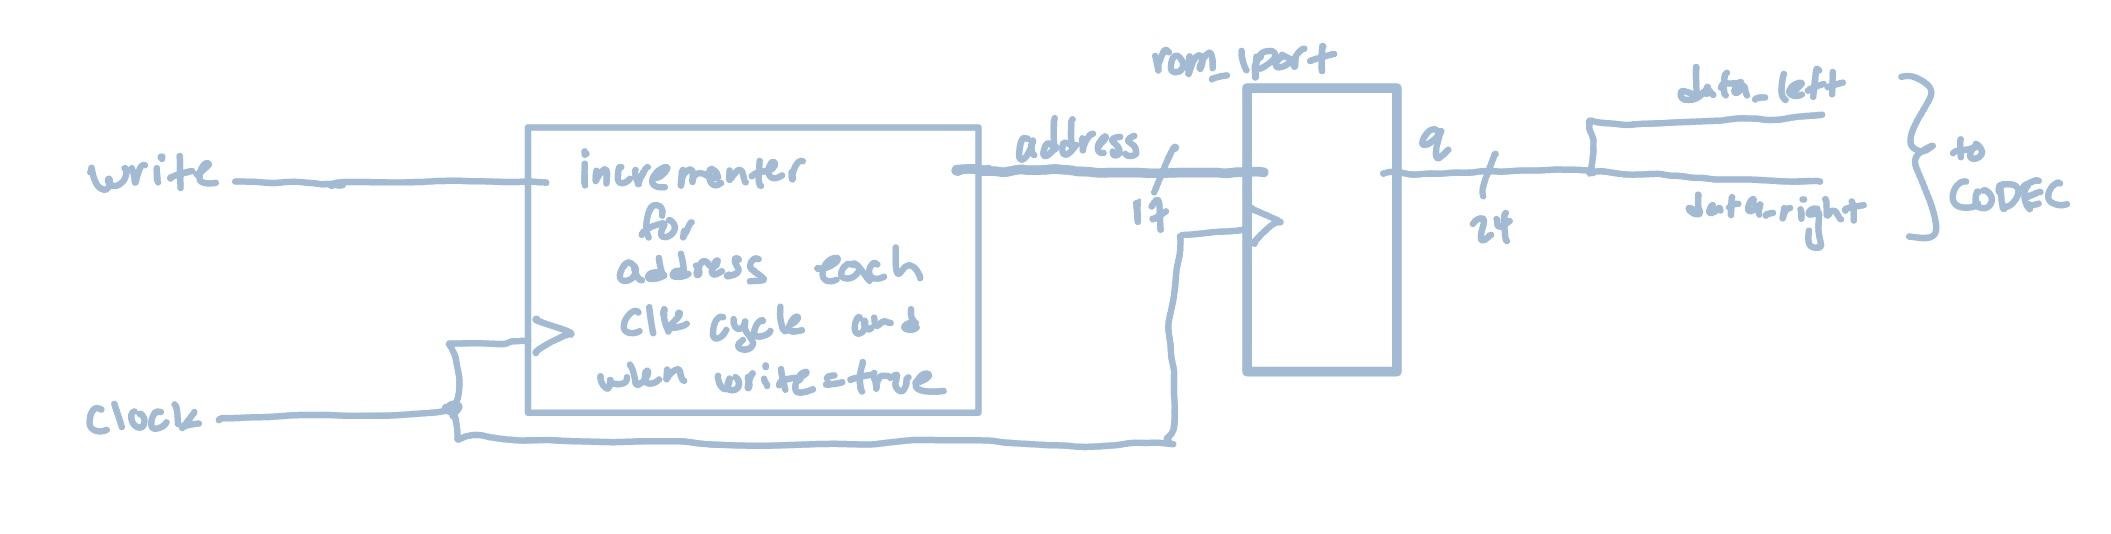 write
clock
incrementer
for
address each
clk cycle and
when write=true
address
17
rom_1port
q
24
data_left
data_right
to
CODEC